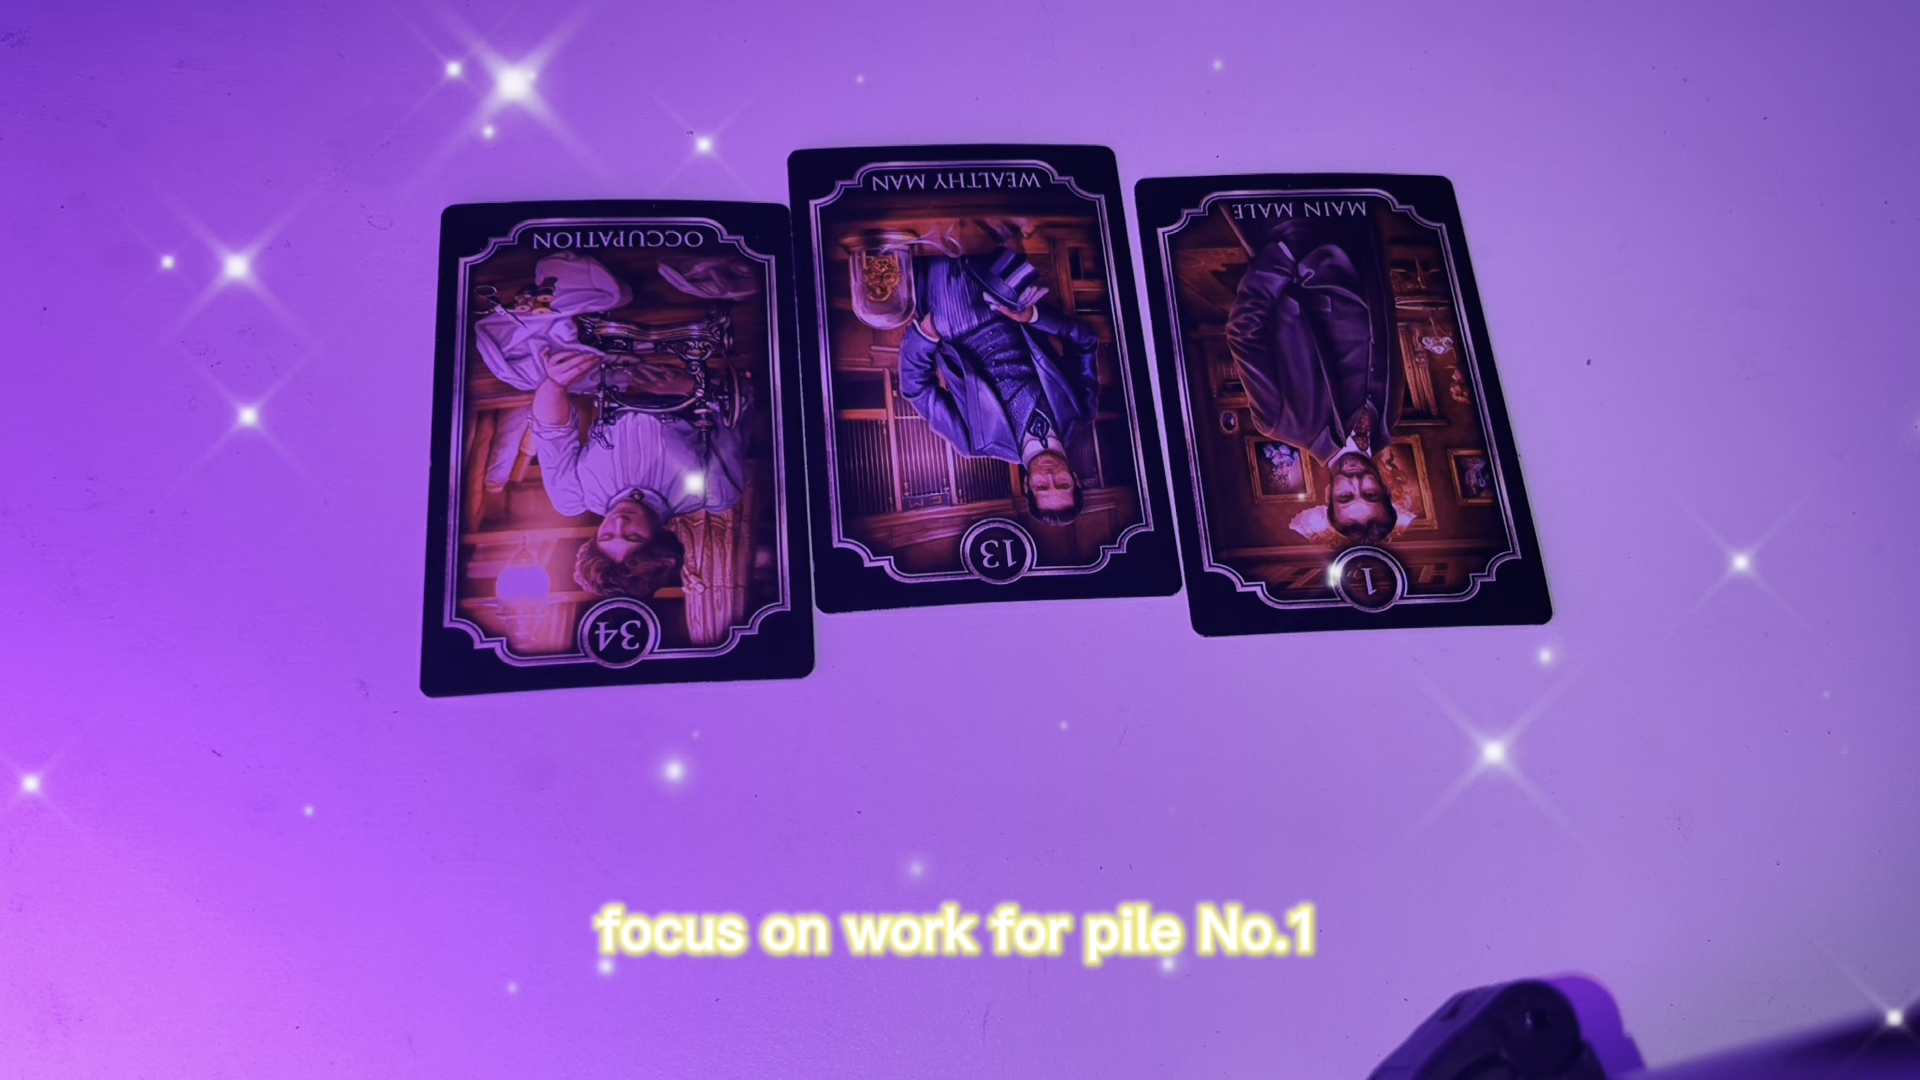 OCCUPATION
34
WEALTHY MAN
13
MAIN MALE
1
focus on work for pile No.1